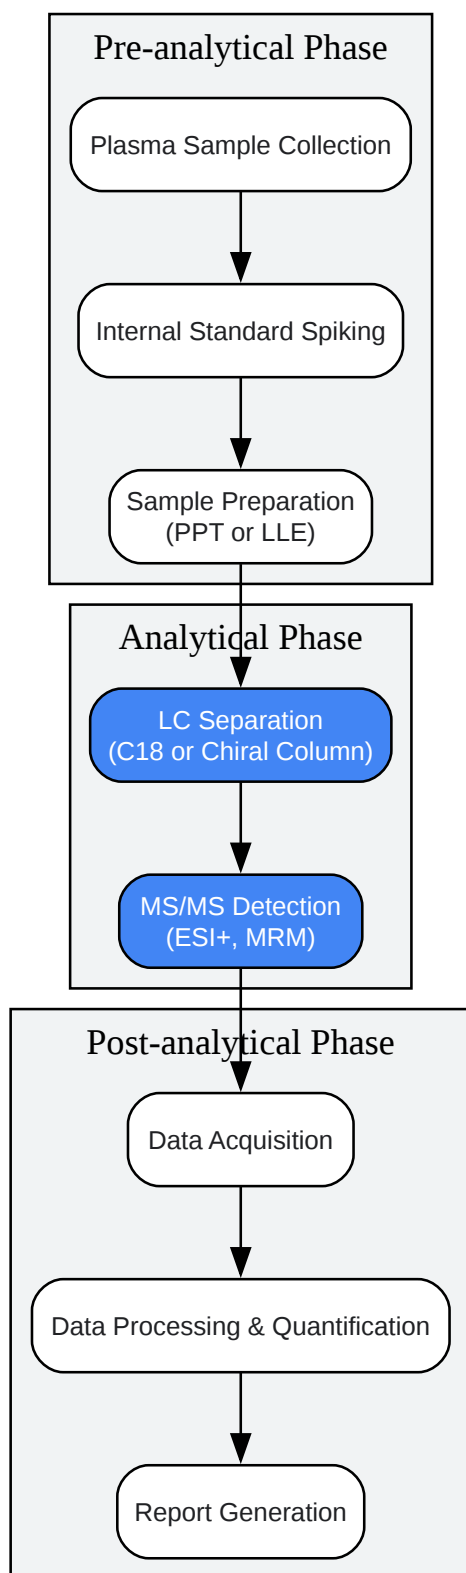 Pre-analytical Phase
Plasma Sample Collection
Internal Standard Spiking
Sample Preparation
(PPT or LLE)
Analytical Phase
LC Separation
(C18 or Chiral Column)
MS/MS Detection
(ESI+, MRM)
Post-analytical Phase
Data Acquisition
Data Processing & Quantification
Report Generation